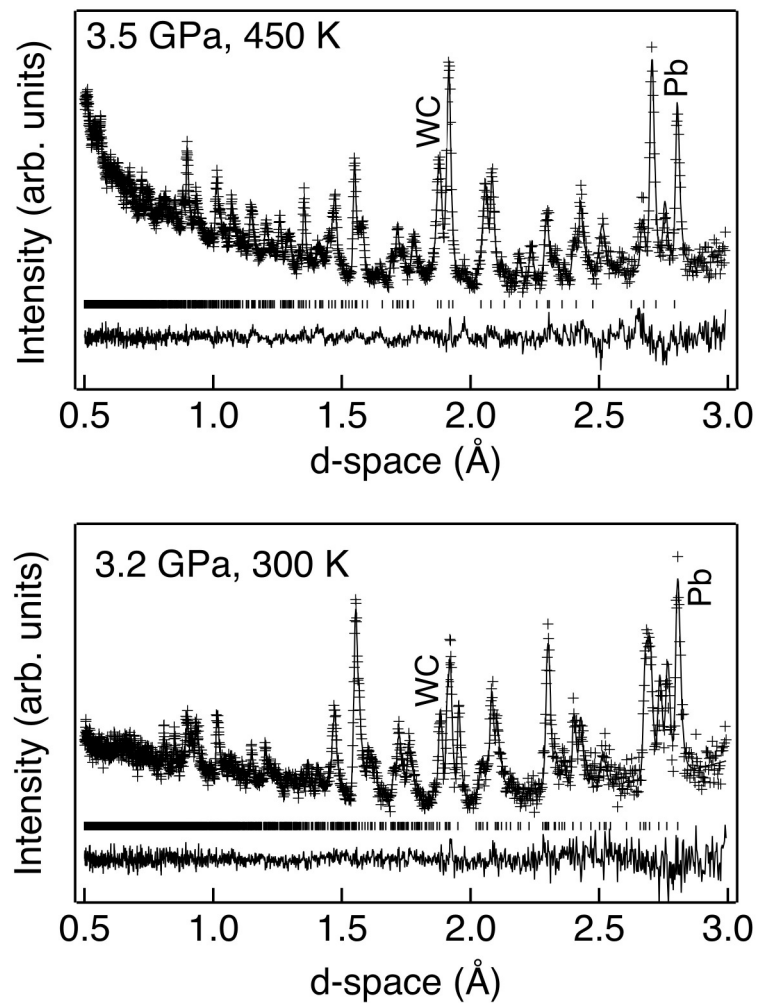 3.5 GPa, 450 K
WC
Pb
Intensity (arb. units)
0.5 1.0 1.5 2.0 2.5 3.0
d-space (Å)
3.2 GPa, 300 K
WC
Pb
Intensity (arb. units)
0.5 1.0 1.5 2.0 2.5 3.0
d-space (Å)